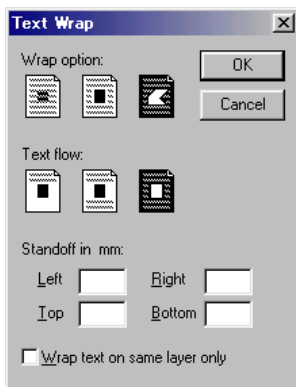 Text Wrap
Wrap option:
OK
Cancel
Text flow:
Standoff in mm:
Left
Right
Top
Bottom
Wrap text on same layer only